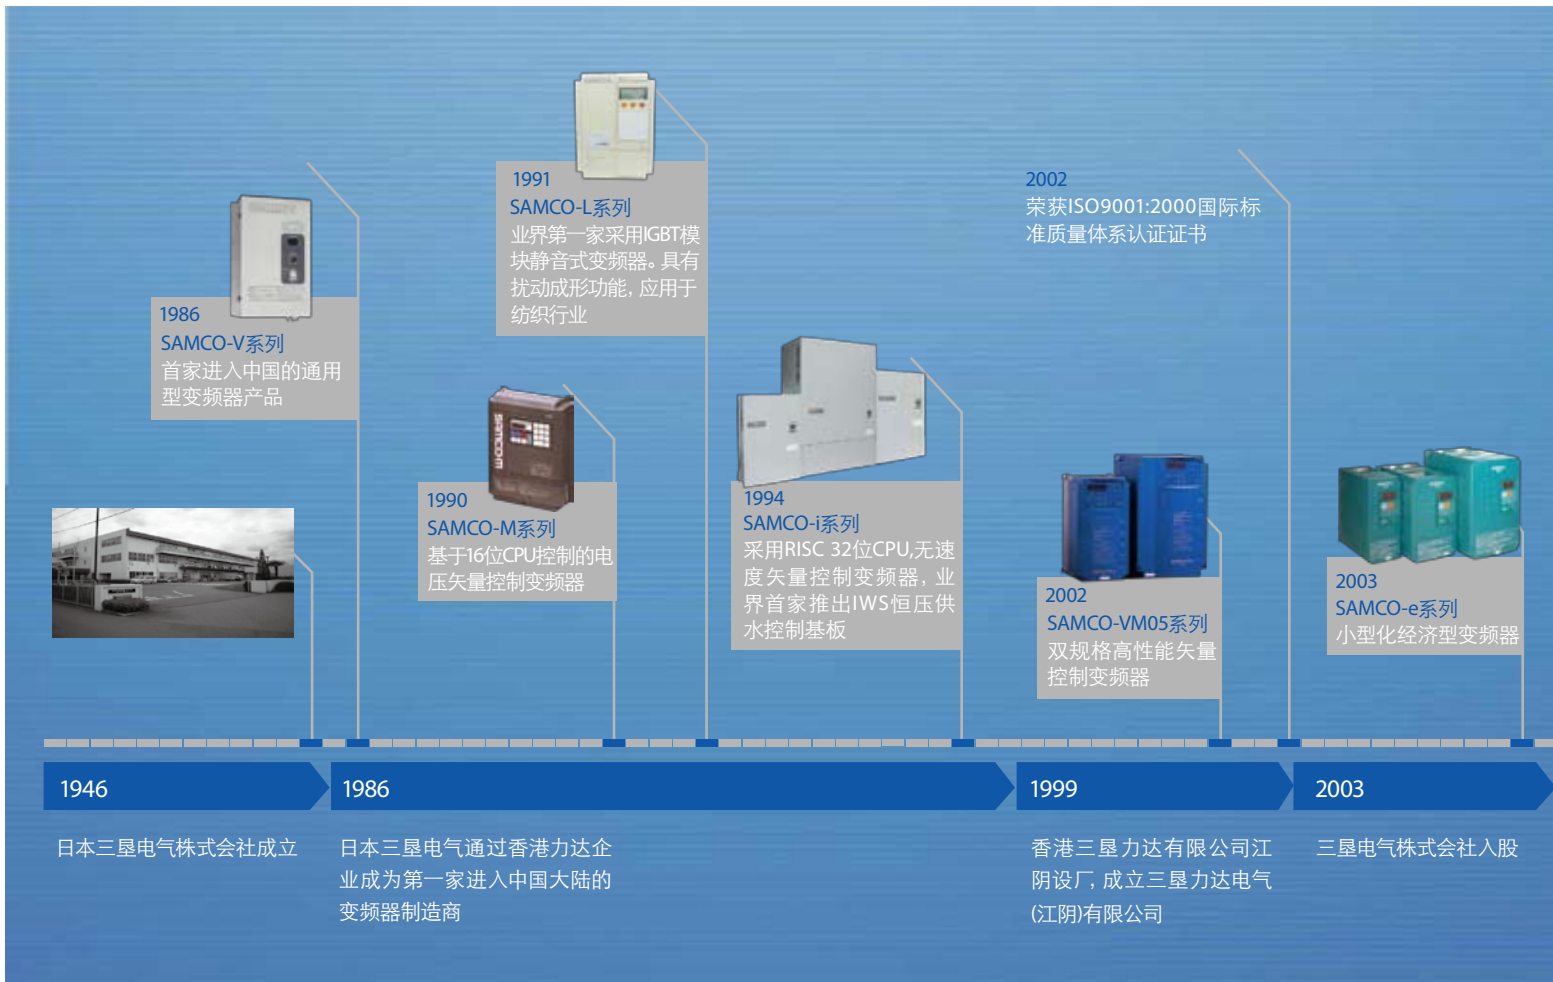 1991
SAMCO-L系列
业界第一家采用IGBT模
块静音式变频器。具有
扰动成形功能, 应用于
纺织行业
2002
荣获ISO9001:2000国际标
准质量体系认证证书
1986
SAMCO-V系列
首家进入中国的通用
型变频器产品
1990
SAMCO-M系列
基于16位CPU控制的电
压矢量控制变频器
SAMCO-M
1994
SAMCO-i系列
采用RISC 32位CPU,无速
度矢量控制变频器, 业
界首家推出IWS恒压供
水控制基板
2002
SAMCO-VM05系列
双规格高性能矢量
控制变频器
2003
SAMCO-e系列
小型化经济型变频器
1946
1986
1999
2003
日本三垦电气株式会社成立
日本三垦电气通过香港力达企
业成为第一家进入中国大陆的
变频器制造商
香港三垦力达有限公司江
阴设厂, 成立三垦力达电气
(江阴)有限公司
三垦电气株式会社入股